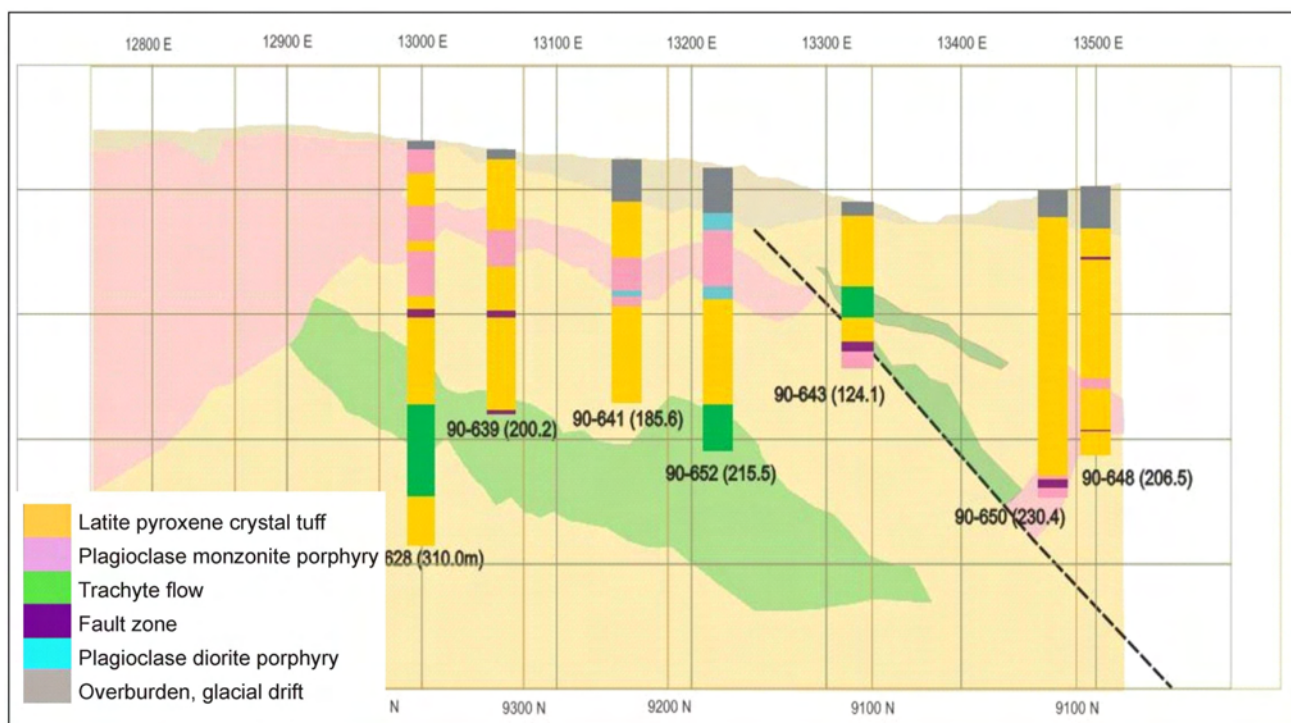 12800 E 12900 E 13000 E 13100 E 13200 E 13300 E 13400 E 13500 E
90-643 (124.1)
90-639 (200.2) 90-641 (185.6)
90-652 (215.5) 90-648 (206.5)
90-650 (230.4)
628 (310.0m)
Latite pyroxene crystal tuff
Plagioclase monzonite porphyry
Trachyte flow
Fault zone
Plagioclase diorite porphyry
Overburden, glacial drift
N 9300 N 9200 N 9100 N 9100 N